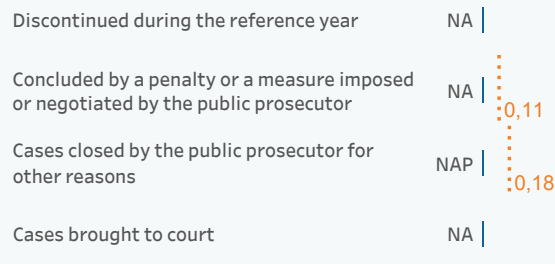 Discontinued during the reference year NA
Concluded by a penalty or a measure imposed
or negotiated by the public prosecutor NA
0,11
Cases closed by the public prosecutor for
other reasons NAP
0,18
Cases brought to court NA